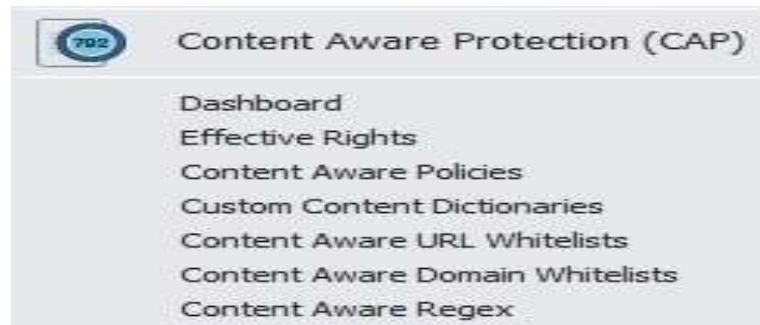 792
Content Aware Protection (CAP)
Dashboard
Effective Rights
Content Aware Policies
Custom Content Dictionaries
Content Aware URL Whitelists
Content Aware Domain Whitelists
Content Aware Regex